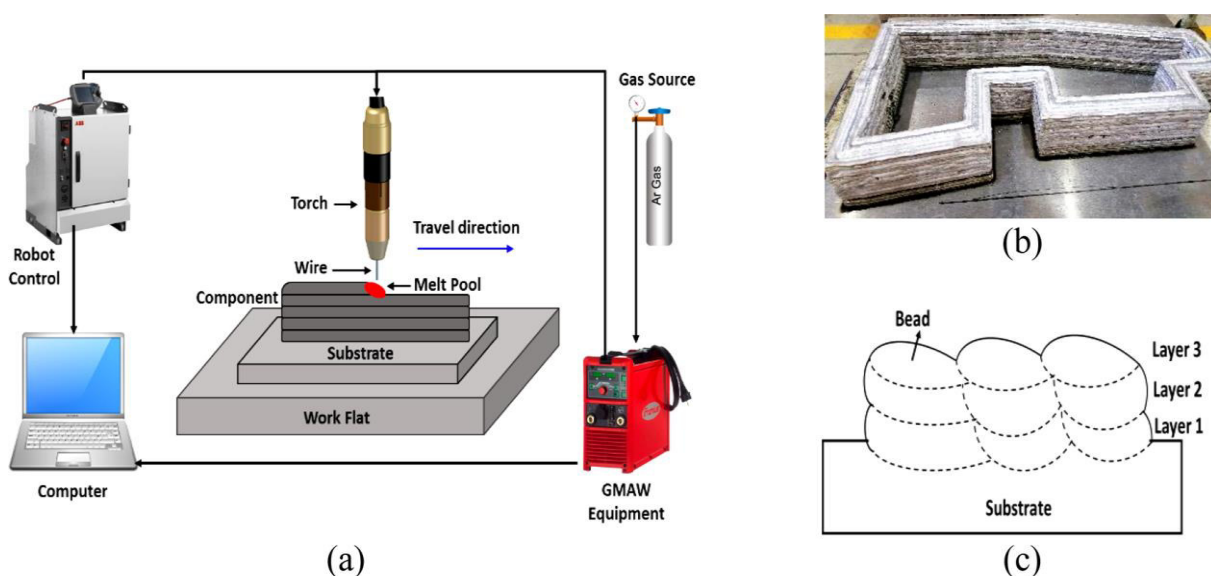 Gas Source
Ar Gas
Torch
Travel direction
Robot
Control
Wire
Melt Pool
Component
Substrate
Work Flat
Computer
GMAW
Equipment
(a)
(b)
Bead
Layer 3
Layer 2
Layer 1
Substrate
(c)